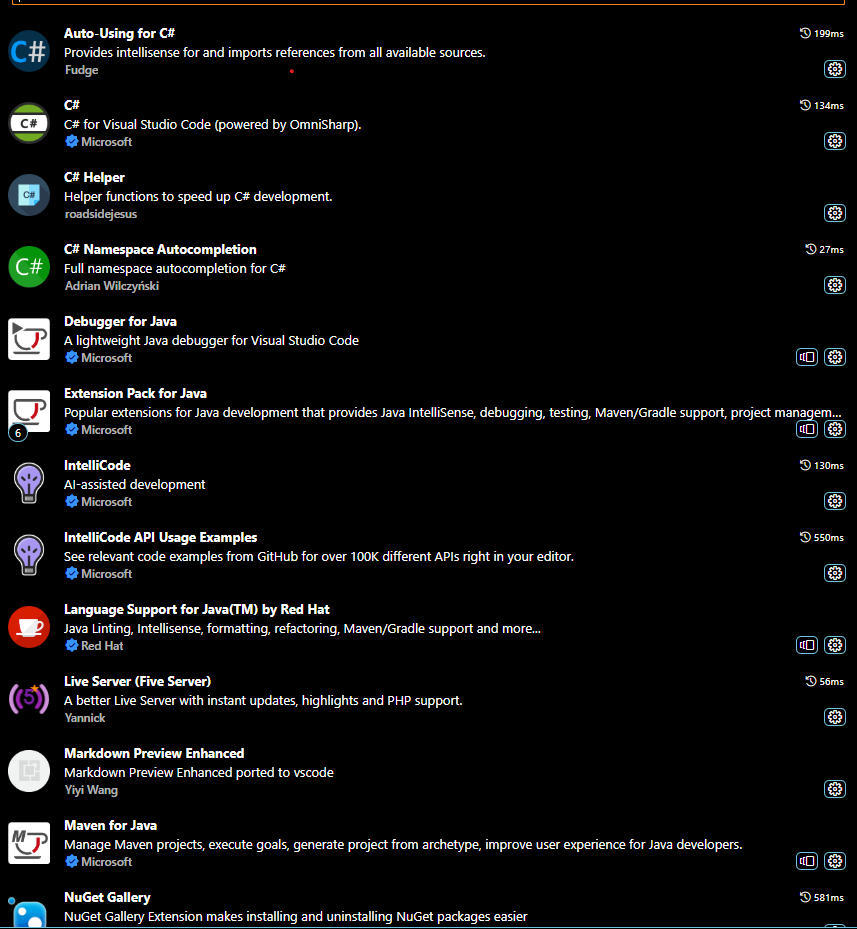 Auto-Using for C#
199ms
Provides intellisense for and imports references from all available sources.
Fudge
C#
C#
134ms
C# for Visual Studio Code (powered by OmniSharp).
C#
Microsoft
C# Helper
C#
Helper functions to speed up C# development.
roadsidejesus
C# Namespace Autocompletion
27ms
C#
Full namespace autocompletion for C#
Adrian Wilczyński
Debugger for Java
A lightweight Java debugger for Visual Studio Code
Microsoft
Extension Pack for Java
Popular extensions for Java development that provides Java IntelliSense, debugging, testing, Maven/Gradle support, project managem...
6
Microsoft
IntelliCode
130ms
AI-assisted development
Microsoft
IntelliCode API Usage Examples
550ms
See relevant code examples from GitHub for over 100K different APIs right in your editor.
Microsoft
Language Support for Java(TM) by Red Hat
Java Linting, Intellisense, formatting, refactoring, Maven/Gradle support and more...
Red Hat
Live Server (Five Server)
56ms
5
A better Live Server with instant updates, highlights and PHP support.
Yannick
Markdown Preview Enhanced
Markdown Preview Enhanced ported to vscode
Yiyi Wang
Maven for Java
M
Manage Maven projects, execute goals, generate project from archetype, improve user experience for Java developers.
Microsoft
NuGet Gallery
581ms
NuGet Gallery Extension makes installing and uninstalling NuGet packages easier